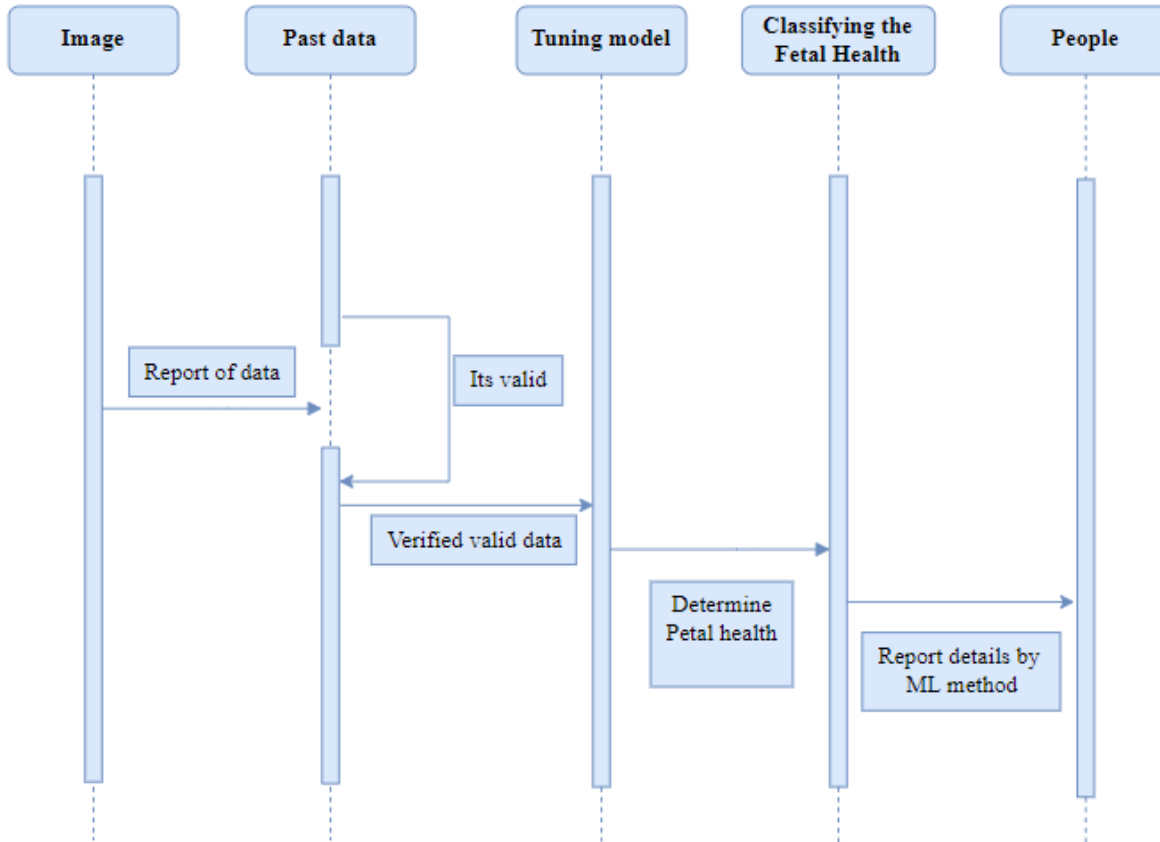 Image
Past data
Tuning model
Classifying the
Fetal Health
People
Report of data
Its valid
Verified valid data
Determine
Petal health
Report details by
ML method